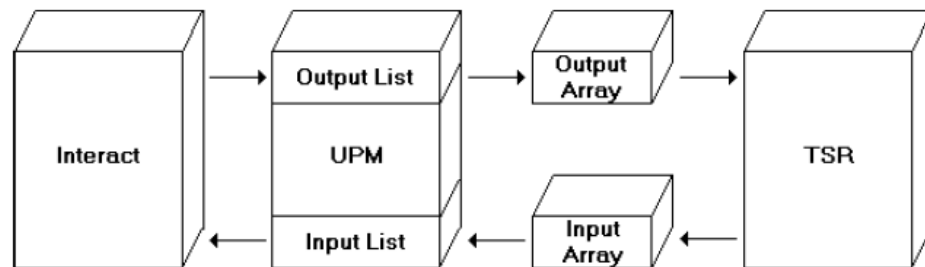 Interact
Output List
UPM
Input List
Output
Array
Input
Array
TSR